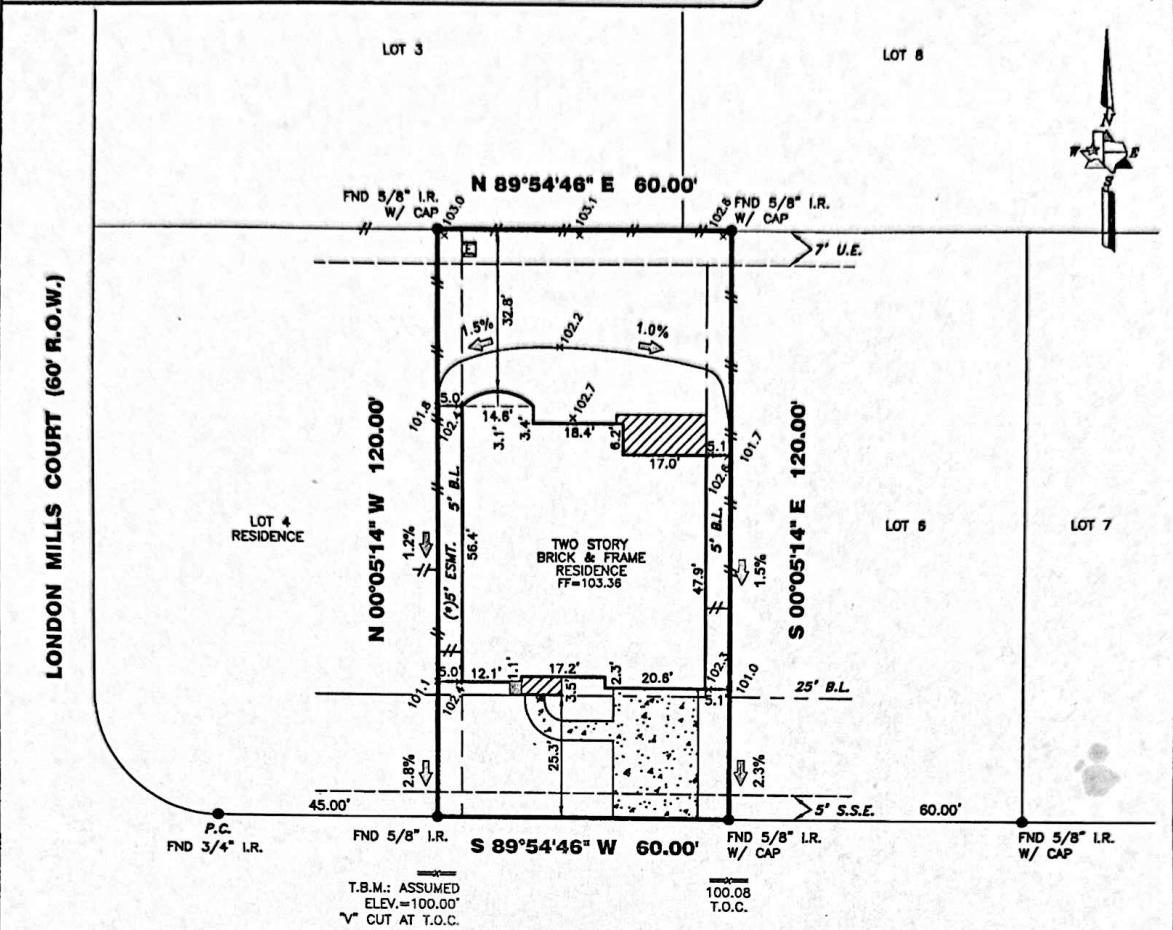 LOT 3
LOT 8
N
W
E
S
N 89°54'46" E 60.00'
FND 5/8" I.R.
W/ CAP
103.0
103.1
102.8
FND 5/8" I.R.
W/ CAP
E
7' U.E.
32.8'
1.5%
102.2
1.0%
LONDON MILLS COURT (60' R.O.W.)
N 00°05'14" W 120.00'
101.8
5.0'
14.6'
3.1'
3.4'
102.7
18.4'
6.2'
17.0'
5.1'
101.7
102.6
S 00°05'14" E 120.00'
5' B.L.
5' B.L.
LOT 4
RESIDENCE
1.2%
(*)5' ESMT.
56.4'
TWO STORY
BRICK & FRAME
RESIDENCE
FF=103.36
47.9'
1.5%
LOT 6
LOT 7
101.1
5.0'
12.1'
1.1'
17.2'
3.5'
2.3'
20.6'
102.3
101.0
5.1'
25' B.L.
25.3'
2.8%
4
2.3%
45.00'
5' S.S.E.
60.00'
P.C.
FND 3/4" I.R.
FND 5/8" I.R.
S 89°54'46" W 60.00'
FND 5/8" I.R.
W/ CAP
FND 5/8" I.R.
W/ CAP
T.B.M.: ASSUMED
ELEV.=100.00'
"V" CUT AT T.O.C.
100.08
T.O.C.